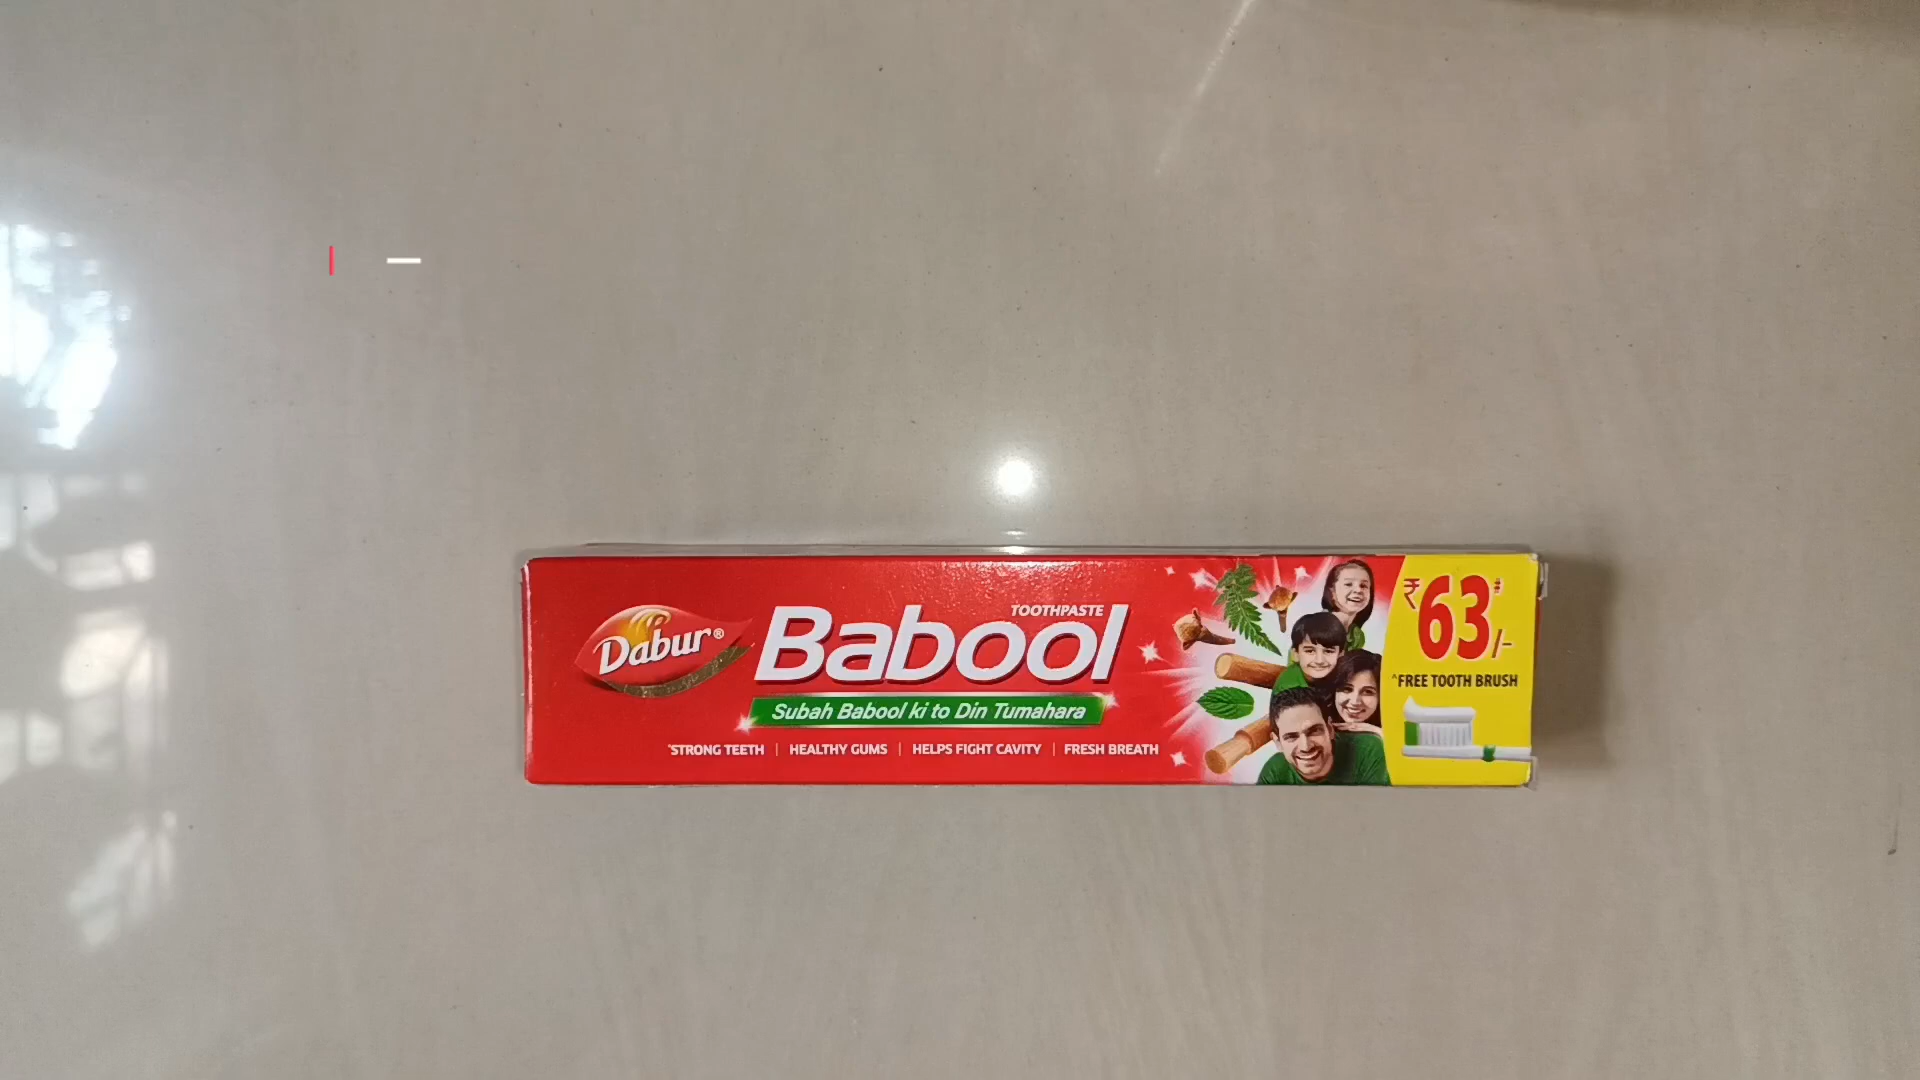 Dabur®
TOOTHPASTE
Babool
Subah Babool ki to Din Tumahara
*STRONG TEETH | HEALTHY GUMS | HELPS FIGHT CAVITY | FRESH BREATH
₹63#/-
^FREE TOOTH BRUSH